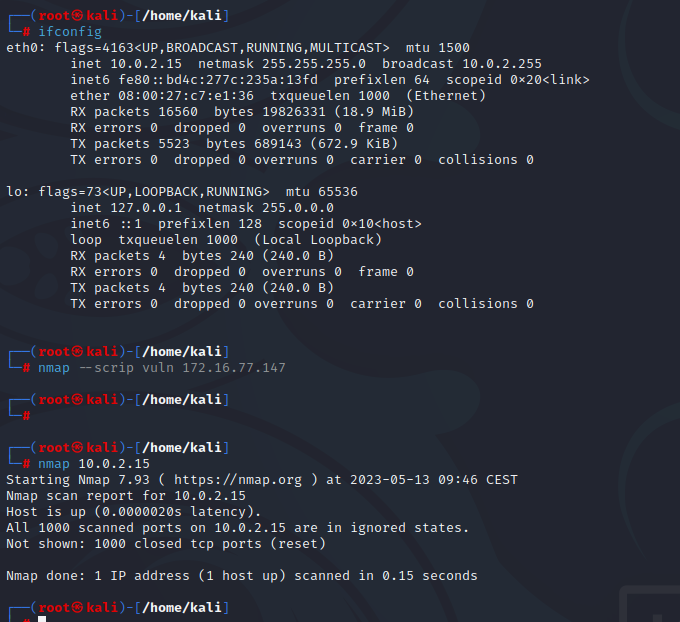 ┌──(root㉿kali)-[/home/kali]
└─# ifconfig
eth0: flags=4163<UP,BROADCAST,RUNNING,MULTICAST>  mtu 1500
        inet 10.0.2.15  netmask 255.255.255.0  broadcast 10.0.2.255
        inet6 fe80::bd4c:277c:235a:13fd  prefixlen 64  scopeid 0×20<link>
        ether 08:00:27:c7:e1:36  txqueuelen 1000  (Ethernet)
        RX packets 16560  bytes 19826331 (18.9 MiB)
        RX errors 0  dropped 0  overruns 0  frame 0
        TX packets 5523  bytes 689143 (672.9 KiB)
        TX errors 0  dropped 0 overruns 0  carrier 0  collisions 0

lo: flags=73<UP,LOOPBACK,RUNNING>  mtu 65536
        inet 127.0.0.1  netmask 255.0.0.0
        inet6 ::1  prefixlen 128  scopeid 0×10<host>
        loop  txqueuelen 1000  (Local Loopback)
        RX packets 4  bytes 240 (240.0 B)
        RX errors 0  dropped 0  overruns 0  frame 0
        TX packets 4  bytes 240 (240.0 B)
        TX errors 0  dropped 0 overruns 0  carrier 0  collisions 0

┌──(root㉿kali)-[/home/kali]
└─# nmap --scrip vuln 172.16.77.147

┌──(root㉿kali)-[/home/kali]
└─#

┌──(root㉿kali)-[/home/kali]
└─# nmap 10.0.2.15
Starting Nmap 7.93 ( https://nmap.org ) at 2023-05-13 09:46 CEST
Nmap scan report for 10.0.2.15
Host is up (0.0000020s latency).
All 1000 scanned ports on 10.0.2.15 are in ignored states.
Not shown: 1000 closed tcp ports (reset)

Nmap done: 1 IP address (1 host up) scanned in 0.15 seconds

┌──(root㉿kali)-[/home/kali]
└─#